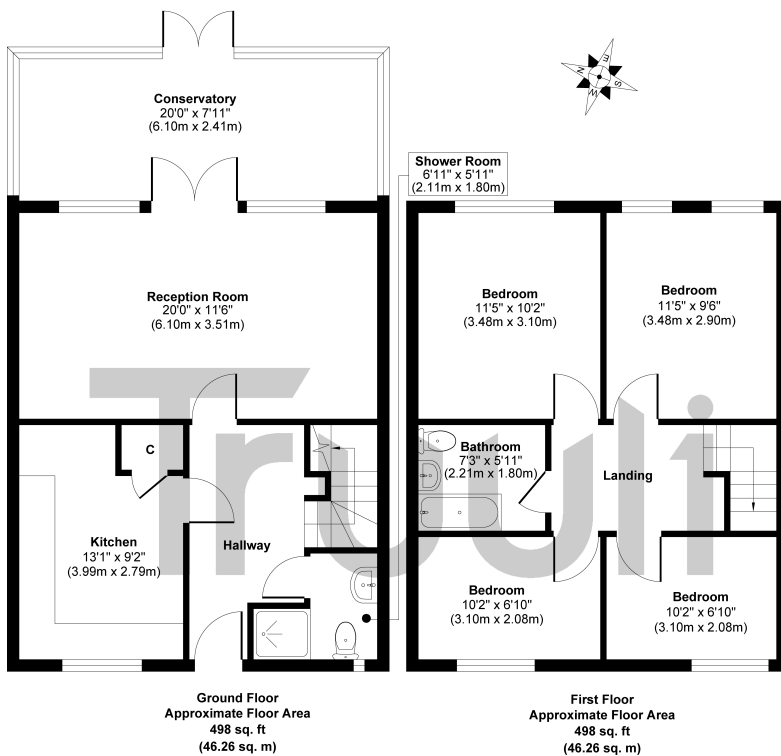 Conservatory
20'0" x 7'11"
(6.10m x 2.41m)
N
E
S
W
Shower Room
6'11" x 5'11"
(2.11m x 1.80m)
Reception Room
20'0" x 11'6"
(6.10m x 3.51m)
Bedroom
11'5" x 10'2"
(3.48m x 3.10m)
Bedroom
11'5" x 9'6"
(3.48m x 2.90m)
Truuli
C
Bathroom
7'3" x 5'11"
(2.21m x 1.80m)
Landing
Kitchen
13'1" x 9'2"
(3.99m x 2.79m)
Hallway
Bedroom
10'2" x 6'10"
(3.10m x 2.08m)
Bedroom
10'2" x 6'10"
(3.10m x 2.08m)
Ground Floor
Approximate Floor Area
498 sq. ft
(46.26 sq. m)
First Floor
Approximate Floor Area
498 sq. ft
(46.26 sq. m)